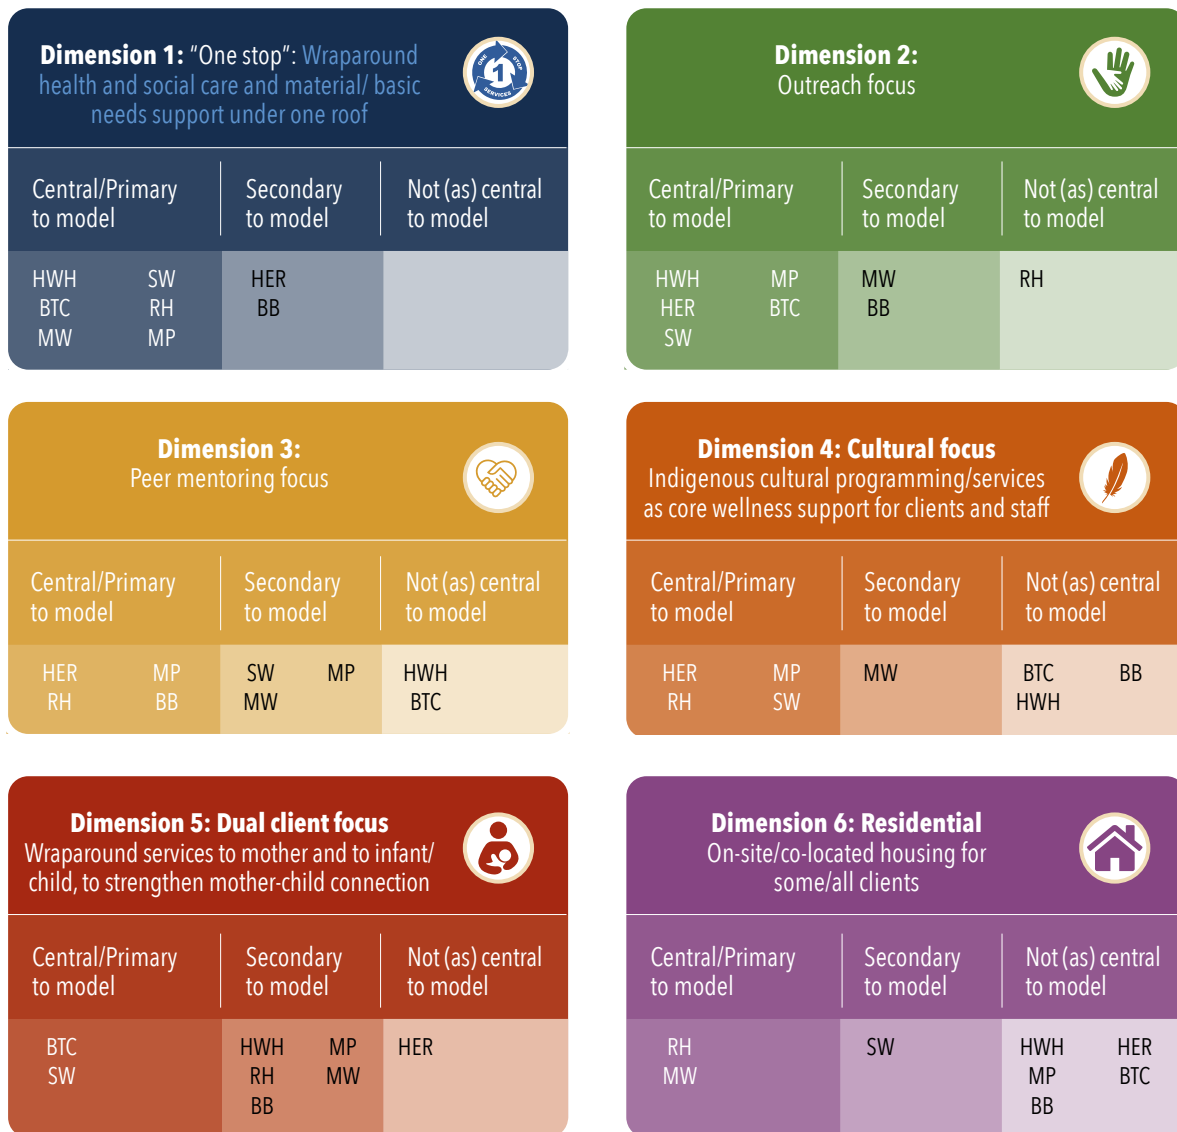 Dimension 1: “One stop”: Wraparound
health and social care and material/ basic
needs support under one roof
ONE STOP SERVICES
1
Central/Primary
to model
Secondary
to model
Not (as) central
to model
HWH SW
BTC RH
MW MP
HER
BB
Dimension 2:
Outreach focus
Central/Primary
to model
Secondary
to model
Not (as) central
to model
HWH MP
HER BTC
SW
MW
BB
RH
Dimension 3:
Peer mentoring focus
Central/Primary
to model
Secondary
to model
Not (as) central
to model
HER MP
RH BB
SW MP
MW
HWH
BTC
Dimension 4: Cultural focus
Indigenous cultural programming/services
as core wellness support for clients and staff
Central/Primary
to model
Secondary
to model
Not (as) central
to model
HER MP
RH SW
MW
BTC BB
HWH
Dimension 5: Dual client focus
Wraparound services to mother and to infant/
child, to strengthen mother-child connection
Central/Primary
to model
Secondary
to model
Not (as) central
to model
BTC
SW
HWH MP
RH MW
BB
HER
Dimension 6: Residential
On-site/co-located housing for
some/all clients
Central/Primary
to model
Secondary
to model
Not (as) central
to model
RH
MW
SW
HWH HER
MP BTC
BB